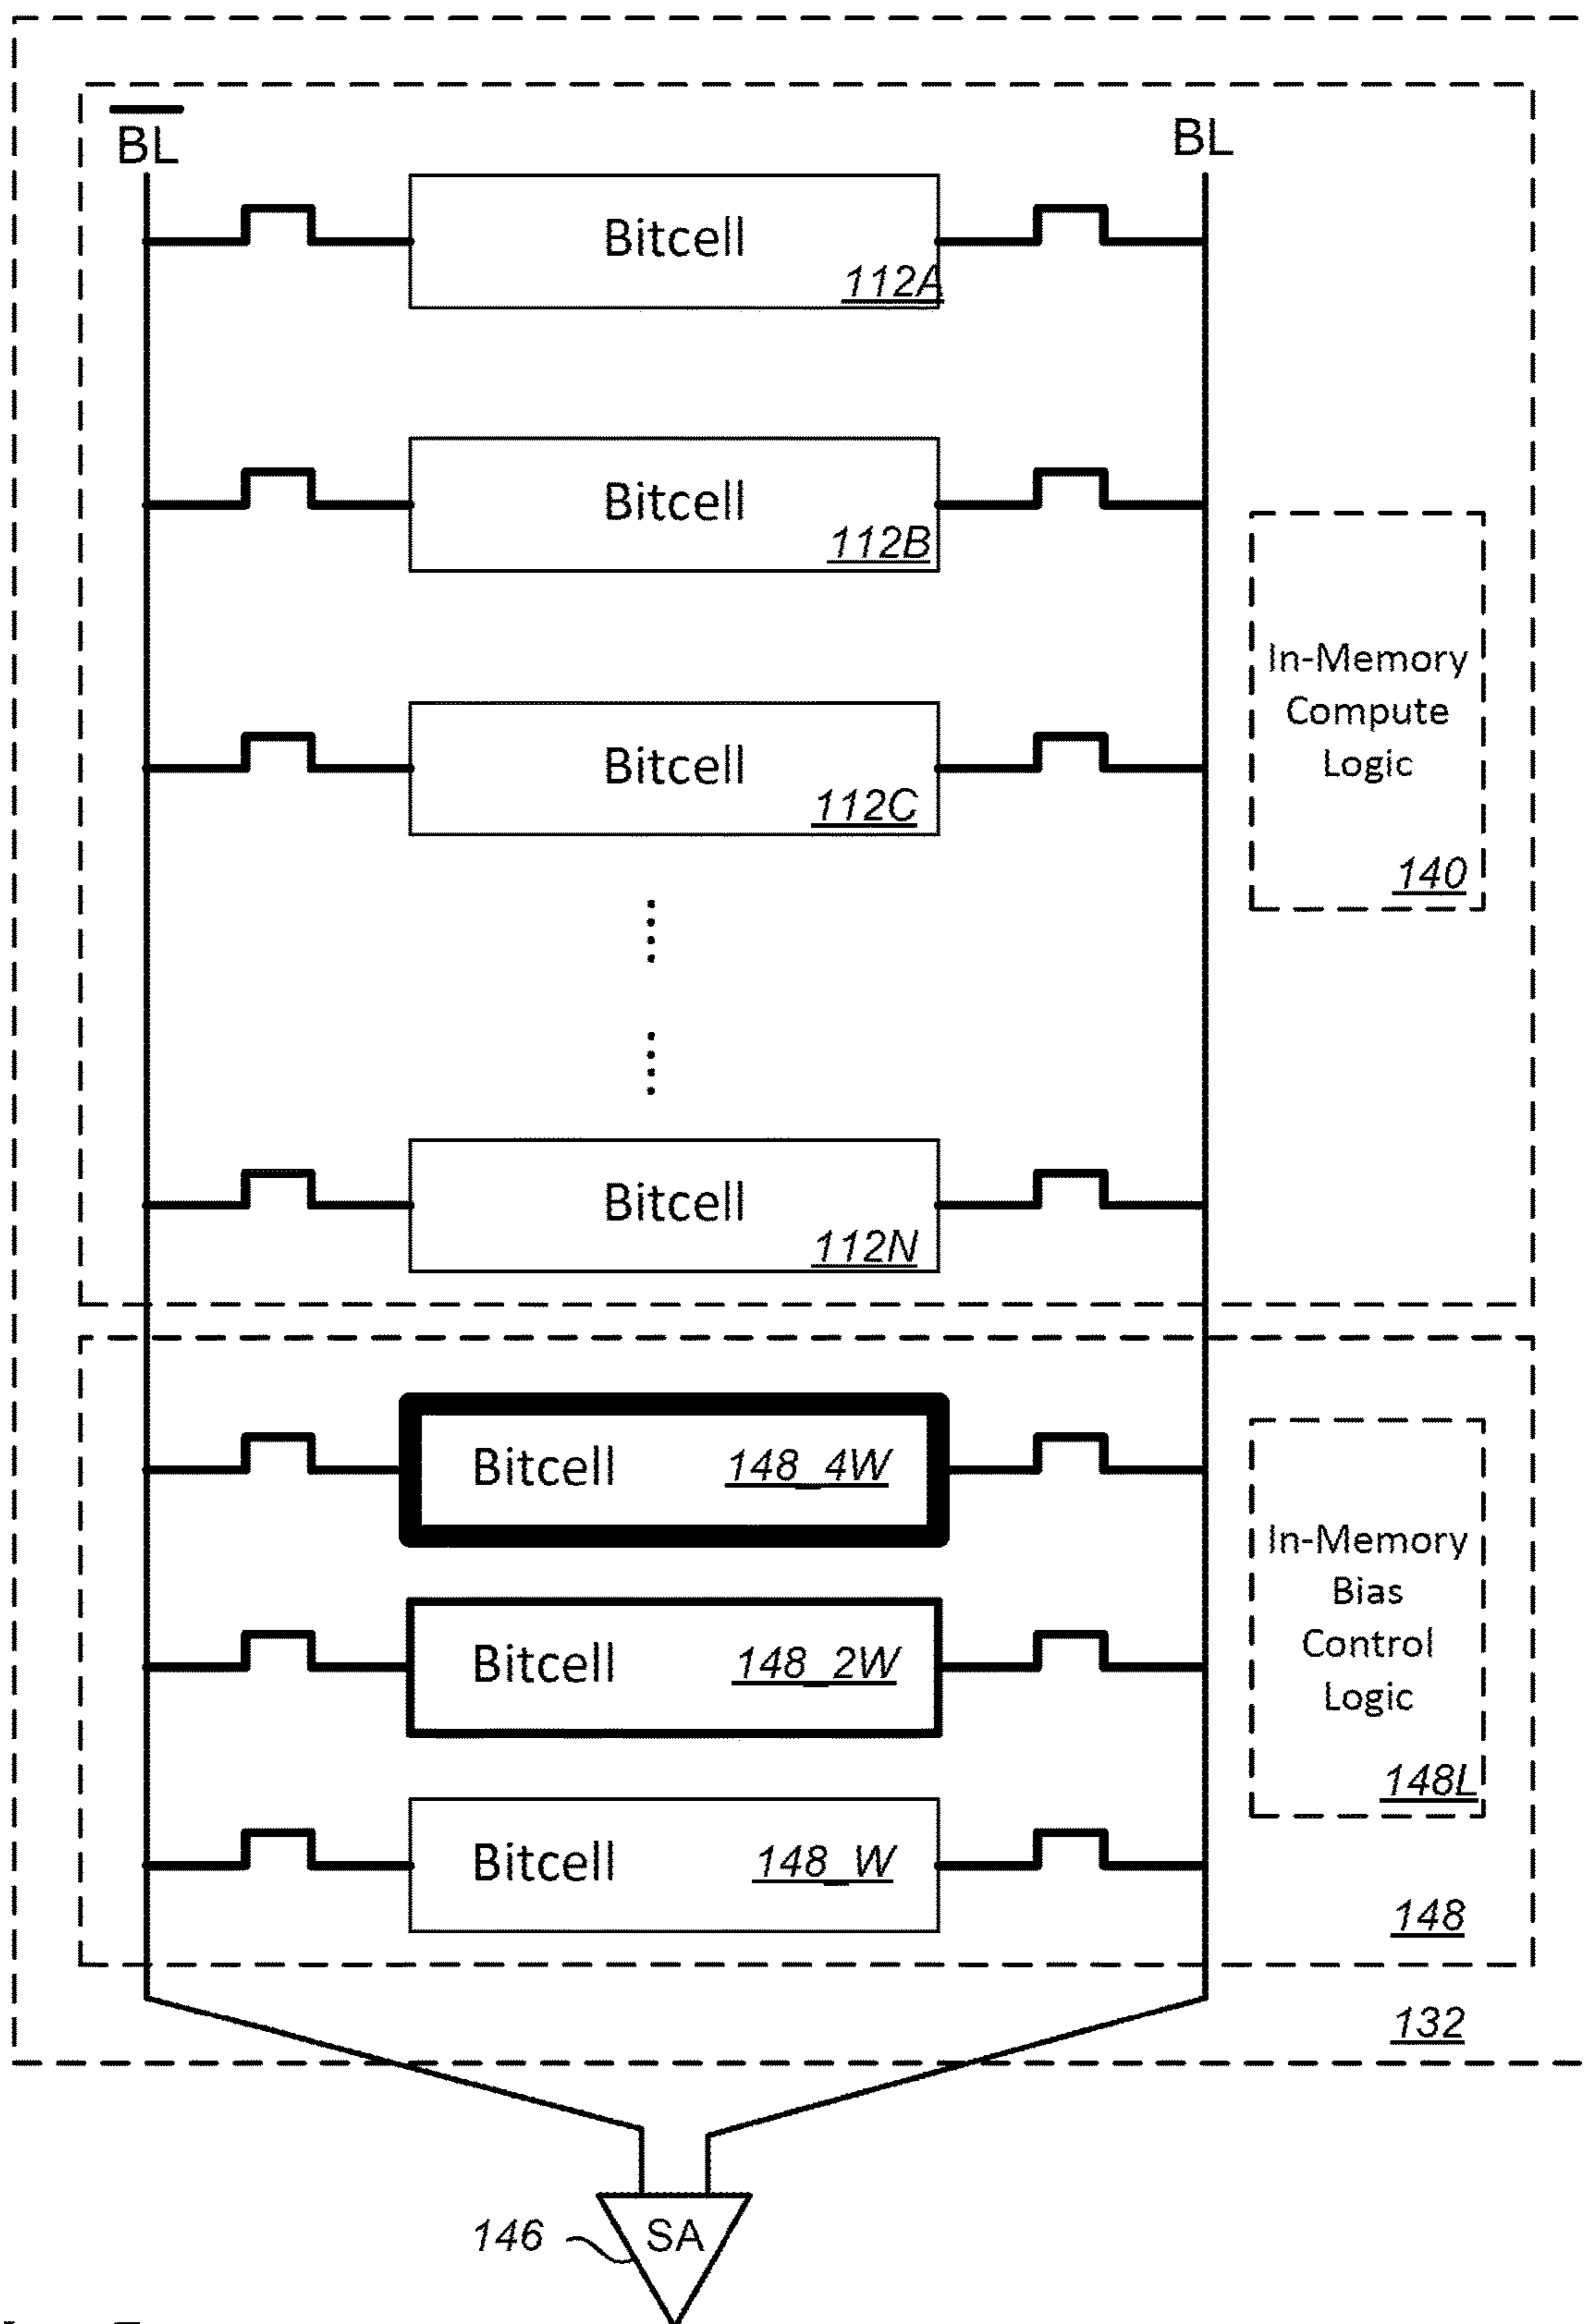 BL
BL
Bitcell
112A
Bitcell
112B
In-Memory
Compute
Logic
140
Bitcell
112C
Bitcell
112N
Bitcell 148_4W
Bitcell 148_2W
Bitcell 148_W
In-Memory
Bias
Control
Logic
148L
148
132
146
SA